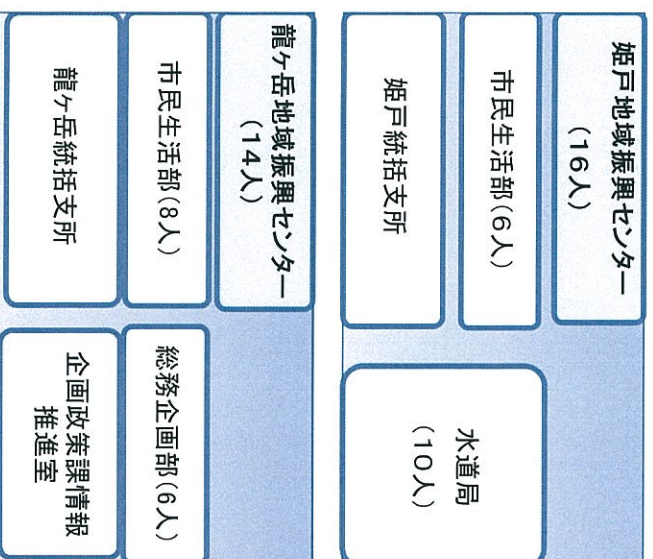 姫戸地域振興センター
(16人)
市民生活部(6人)
姫戸統括支所
水道局
(10人)
龍ヶ岳地域振興センター
(14人)
市民生活部(8人)
龍ヶ岳統括支所
総務企画部(6人)
企画政策課情報
推進室